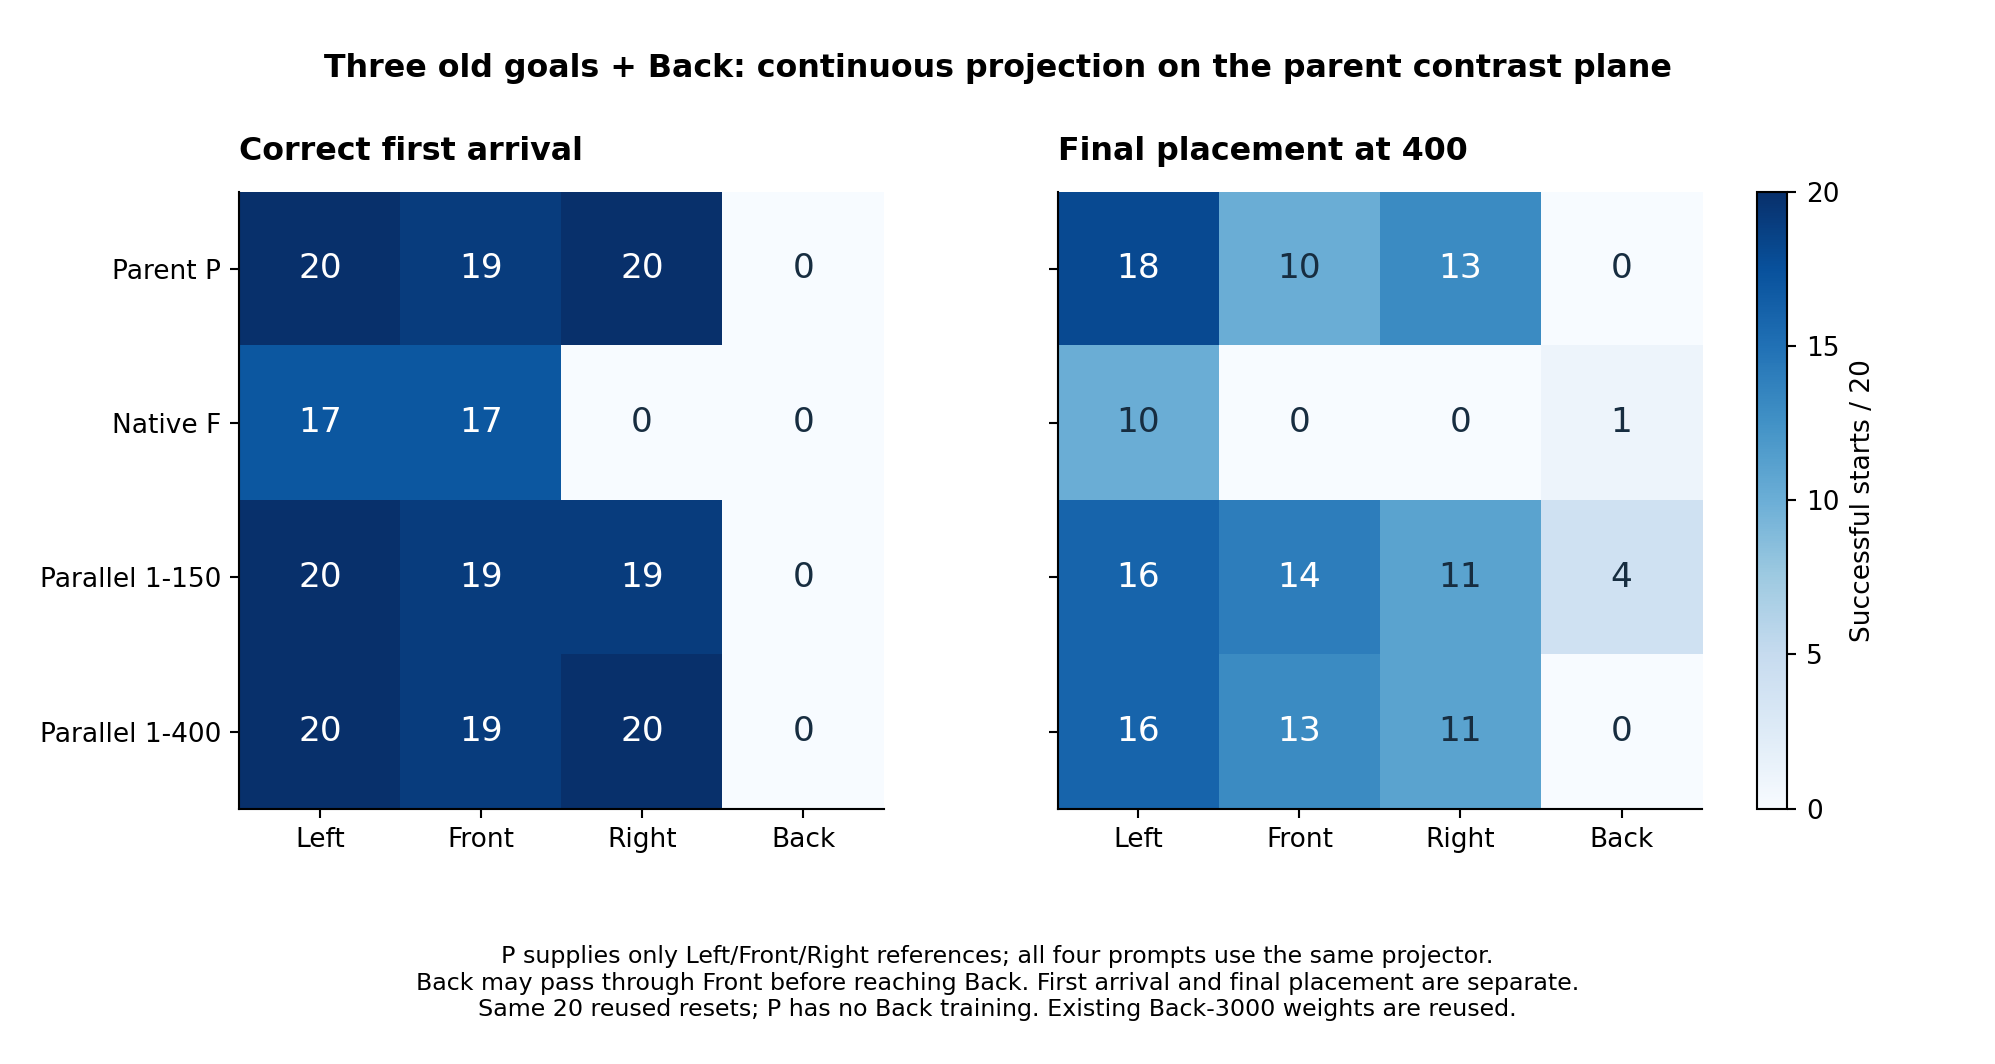 Three old goals + Back: continuous projection on the parent contrast plane
Correct first arrival
Final placement at 400
Parent P
20 19 20 0
18 10 13 0
Native F
17 17 0 0
10 0 0 1
Parallel 1-150
20 19 19 0
16 14 11 4
Parallel 1-400
20 19 20 0
16 13 11 0
Left Front Right Back
Left Front Right Back
20
15
10
5
0
Successful starts / 20
P supplies only Left/Front/Right references; all four prompts use the same projector.
Back may pass through Front before reaching Back. First arrival and final placement are separate.
Same 20 reused resets; P has no Back training. Existing Back-3000 weights are reused.